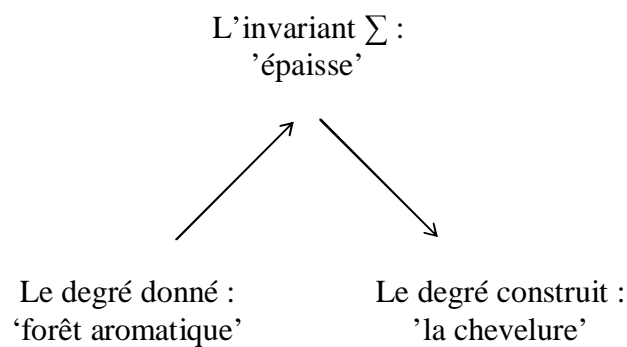 L’invariant ∑ :
’épaisse’
Le degré donné :
‘forêt aromatique’
Le degré construit :
’la chevelure’